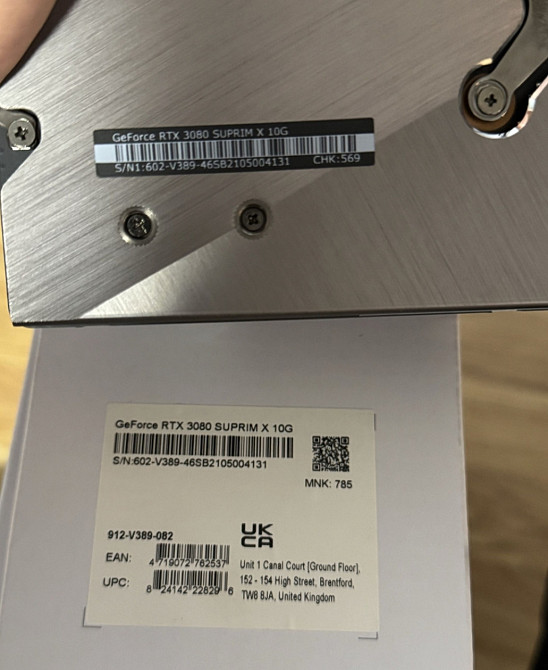 GeForce RTX 3080 SUPRIM X 10G
S/N1:602-V389-46SB2105004131 CHK:569
GeForce RTX 3080 SUPRIM X 10G
S/N:602-V389-46SB2105004131
MNK: 785
912-V389-082
UK
CA
EAN:
4 719072 762537
UPC:
8 24142 22829 6
Unit 1 Canal Court [Ground Floor],
152 - 154 High Street, Brentford,
TW8 8JA, United Kingdom